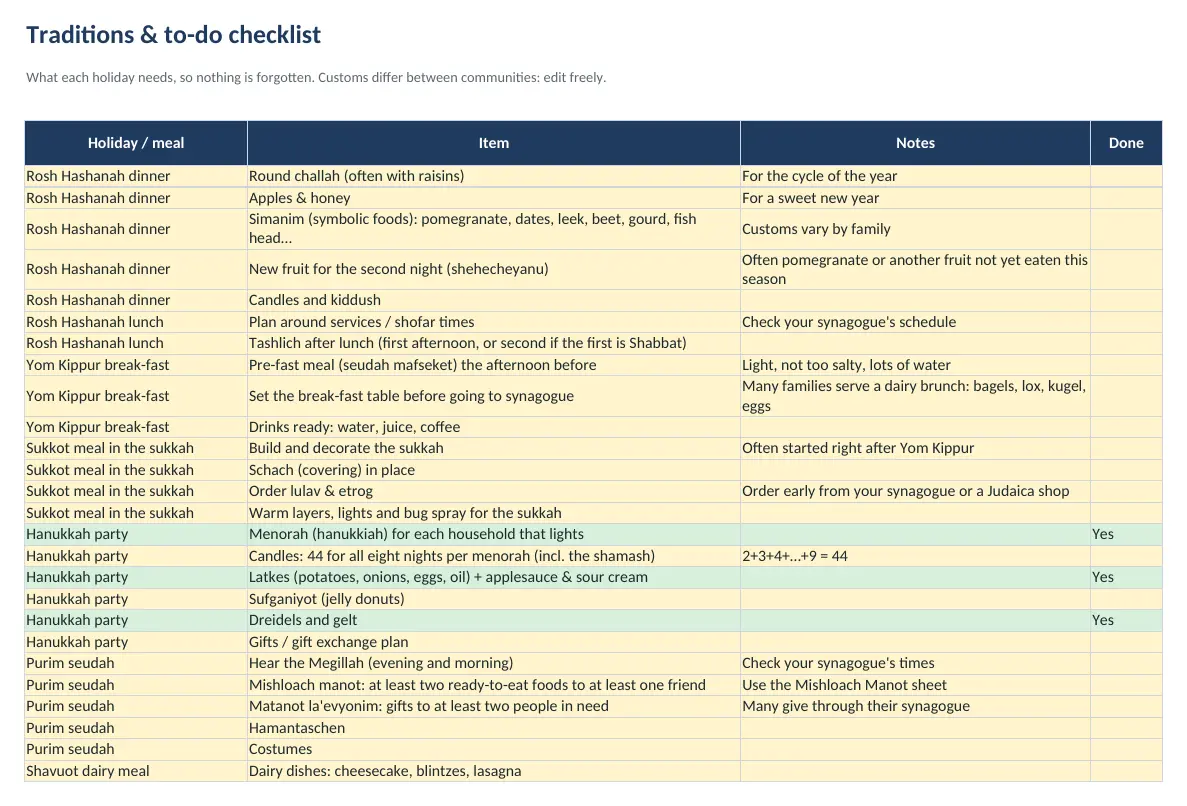 Traditions & to-do checklist
What each holiday needs, so nothing is forgotten. Customs differ between communities: edit freely.
Holiday / meal Item Notes Done
Rosh Hashanah dinner Round challah (often with raisins) For the cycle of the year
Rosh Hashanah dinner Apples & honey For a sweet new year
Rosh Hashanah dinner Simanim (symbolic foods): pomegranate, dates, leek, beet, gourd, fish
head... Customs vary by family
Rosh Hashanah dinner New fruit for the second night (shehecheyanu) Often pomegranate or another fruit not yet eaten this
season
Rosh Hashanah dinner Candles and kiddush
Rosh Hashanah lunch Plan around services / shofar times Check your synagogue's schedule
Rosh Hashanah lunch Tashlich after lunch (first afternoon, or second if the first is Shabbat)
Yom Kippur break-fast Pre-fast meal (seudah mafseket) the afternoon before Light, not too salty, lots of water
Yom Kippur break-fast Set the break-fast table before going to synagogue Many families serve a dairy brunch: bagels, lox, kugel,
eggs
Yom Kippur break-fast Drinks ready: water, juice, coffee
Sukkot meal in the sukkah Build and decorate the sukkah Often started right after Yom Kippur
Sukkot meal in the sukkah Schach (covering) in place
Sukkot meal in the sukkah Order lulav & etrog Order early from your synagogue or a Judaica shop
Sukkot meal in the sukkah Warm layers, lights and bug spray for the sukkah
Hanukkah party Menorah (hanukkiah) for each household that lights Yes
Hanukkah party Candles: 44 for all eight nights per menorah (incl. the shamash) 2+3+4+...+9 = 44
Hanukkah party Latkes (potatoes, onions, eggs, oil) + applesauce & sour cream Yes
Hanukkah party Sufganiyot (jelly donuts)
Hanukkah party Dreidels and gelt Yes
Hanukkah party Gifts / gift exchange plan
Purim seudah Hear the Megillah (evening and morning) Check your synagogue's times
Purim seudah Mishloach manot: at least two ready-to-eat foods to at least one friend Use the Mishloach Manot sheet
Purim seudah Matanot la'evyonim: gifts to at least two people in need Many give through their synagogue
Purim seudah Hamantaschen
Purim seudah Costumes
Shavuot dairy meal Dairy dishes: cheesecake, blintzes, lasagna